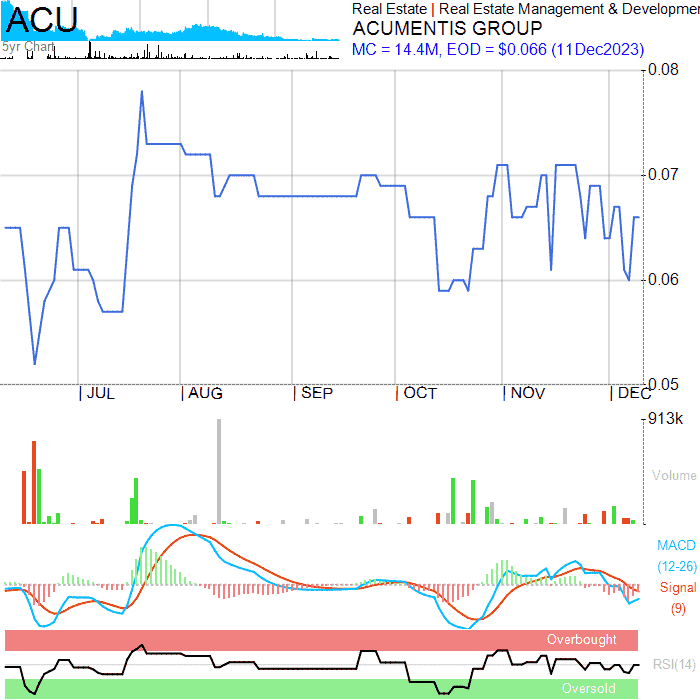 ACU
5yr Chart
Real Estate | Real Estate Management & Developmen
ACUMENTIS GROUP
MC = 14.4M, EOD = $0.066 (11Dec2023)
0.08
0.07
0.06
0.05
JUL AUG SEP OCT NOV DEC
913k
Volume
MACD
(12-26)
Signal
(9)
Overbought
RSI(14)
Oversold